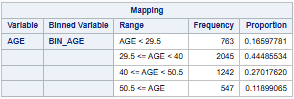 Mapping
Variable Binned Variable Range Frequency Proportion
AGE BIN_AGE AGE < 29.5 763 0.16597781
29.5 <= AGE < 40 2045 0.44485534
40 <= AGE < 50.5 1242 0.27017620
50.5 <= AGE 547 0.11899065